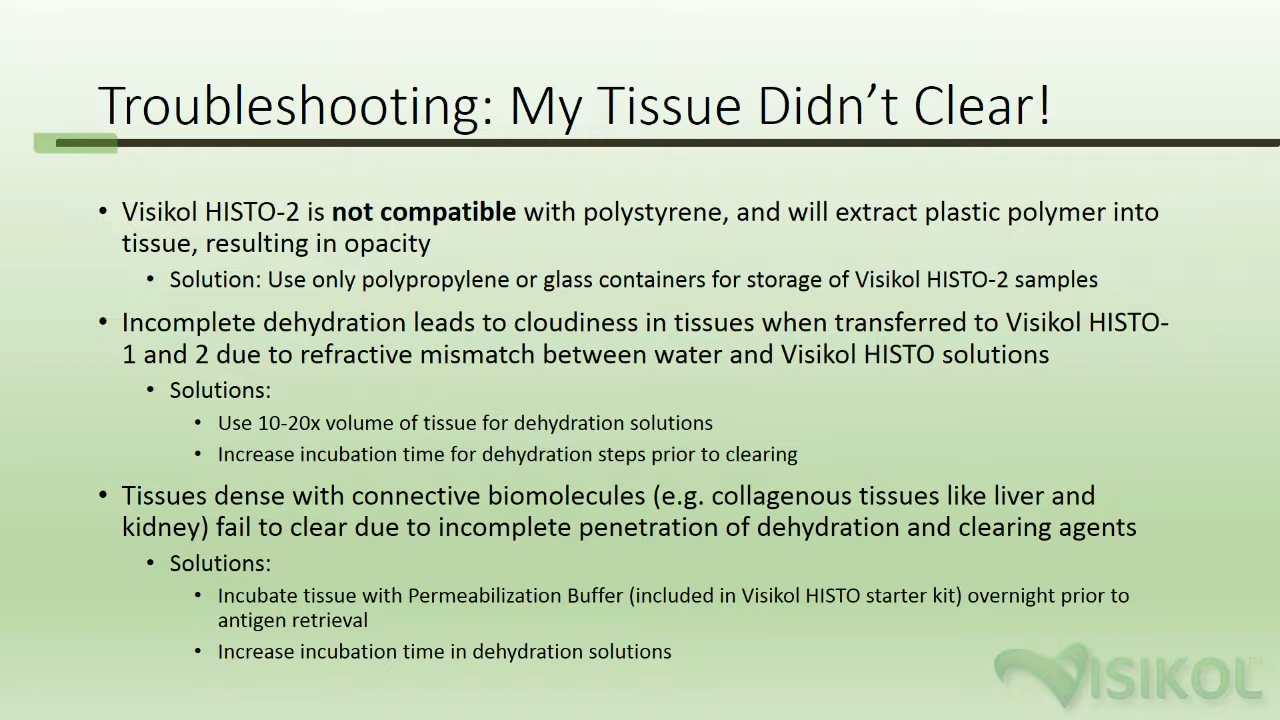 Troubleshooting: My Tissue Didn’t Clear!
• Visikol HISTO-2 is not compatible with polystyrene, and will extract plastic polymer into
tissue, resulting in opacity
• Solution: Use only polypropylene or glass containers for storage of Visikol HISTO-2 samples
• Incomplete dehydration leads to cloudiness in tissues when transferred to Visikol HISTO-
1 and 2 due to refractive mismatch between water and Visikol HISTO solutions
• Solutions:
• Use 10-20x volume of tissue for dehydration solutions
• Increase incubation time for dehydration steps prior to clearing
• Tissues dense with connective biomolecules (e.g. collagenous tissues like liver and
kidney) fail to clear due to incomplete penetration of dehydration and clearing agents
• Solutions:
• Incubate tissue with Permeabilization Buffer (included in Visikol HISTO starter kit) overnight prior to
antigen retrieval
• Increase incubation time in dehydration solutions
VISIKOL™